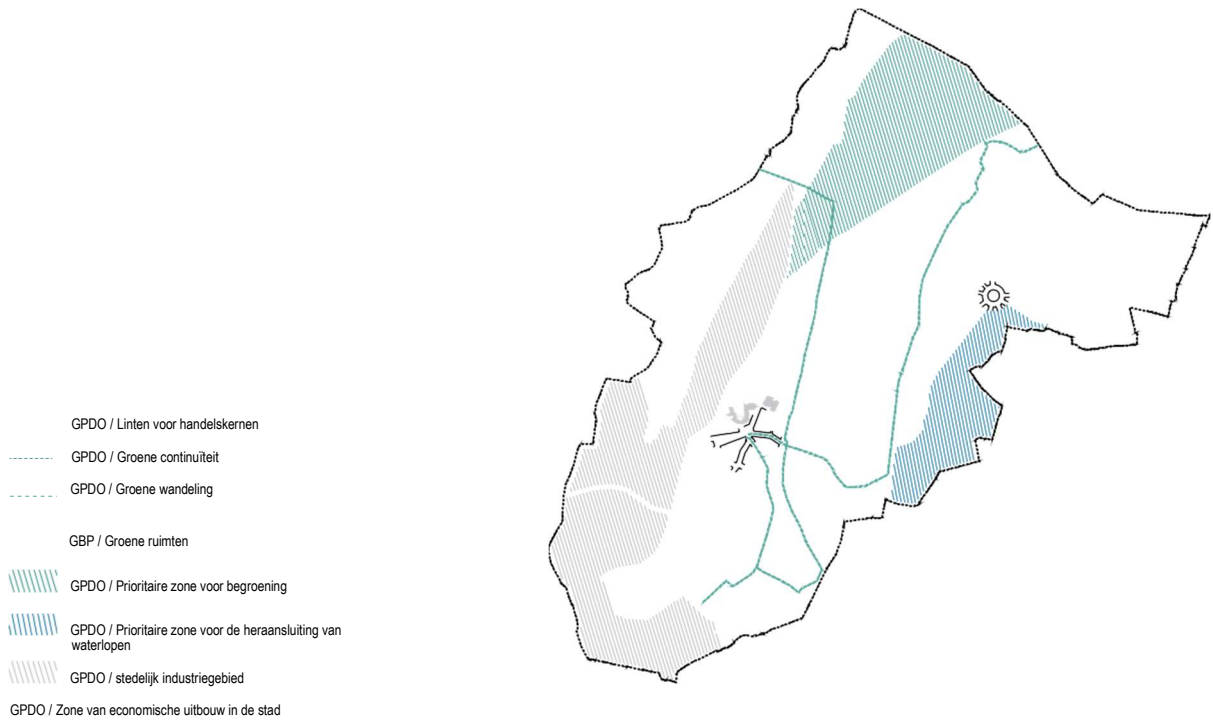 GPDO / Linten voor handelskernen
GPDO / Groene continuïteit
GPDO / Groene wandeling
GBP / Groene ruimten
GPDO / Prioritaire zone voor begroening
GPDO / Prioritaire zone voor de heraansluiting van
waterlopen
GPDO / stedelijk industriegebied
GPDO / Zone van economische uitbouw in de stad